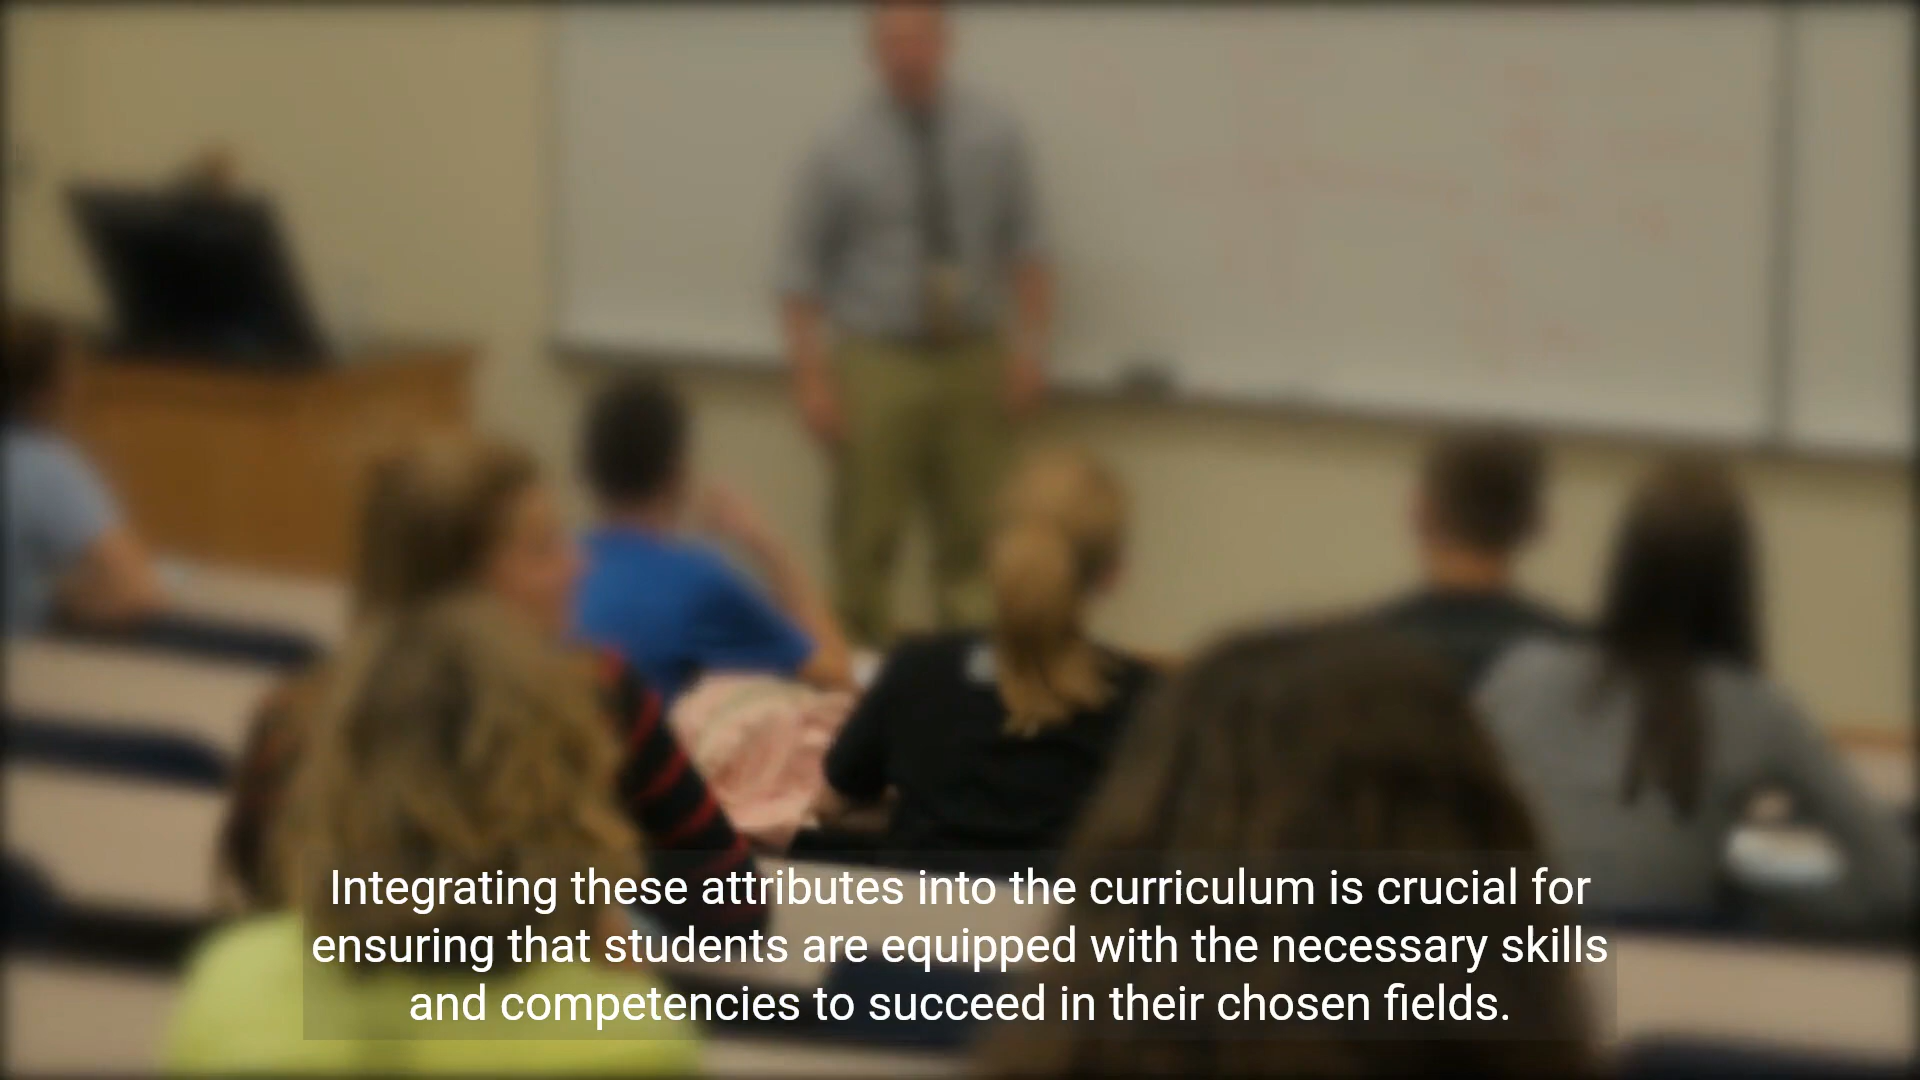 Integrating these attributes into the curriculum is crucial for
ensuring that students are equipped with the necessary skills
and competencies to succeed in their chosen fields.